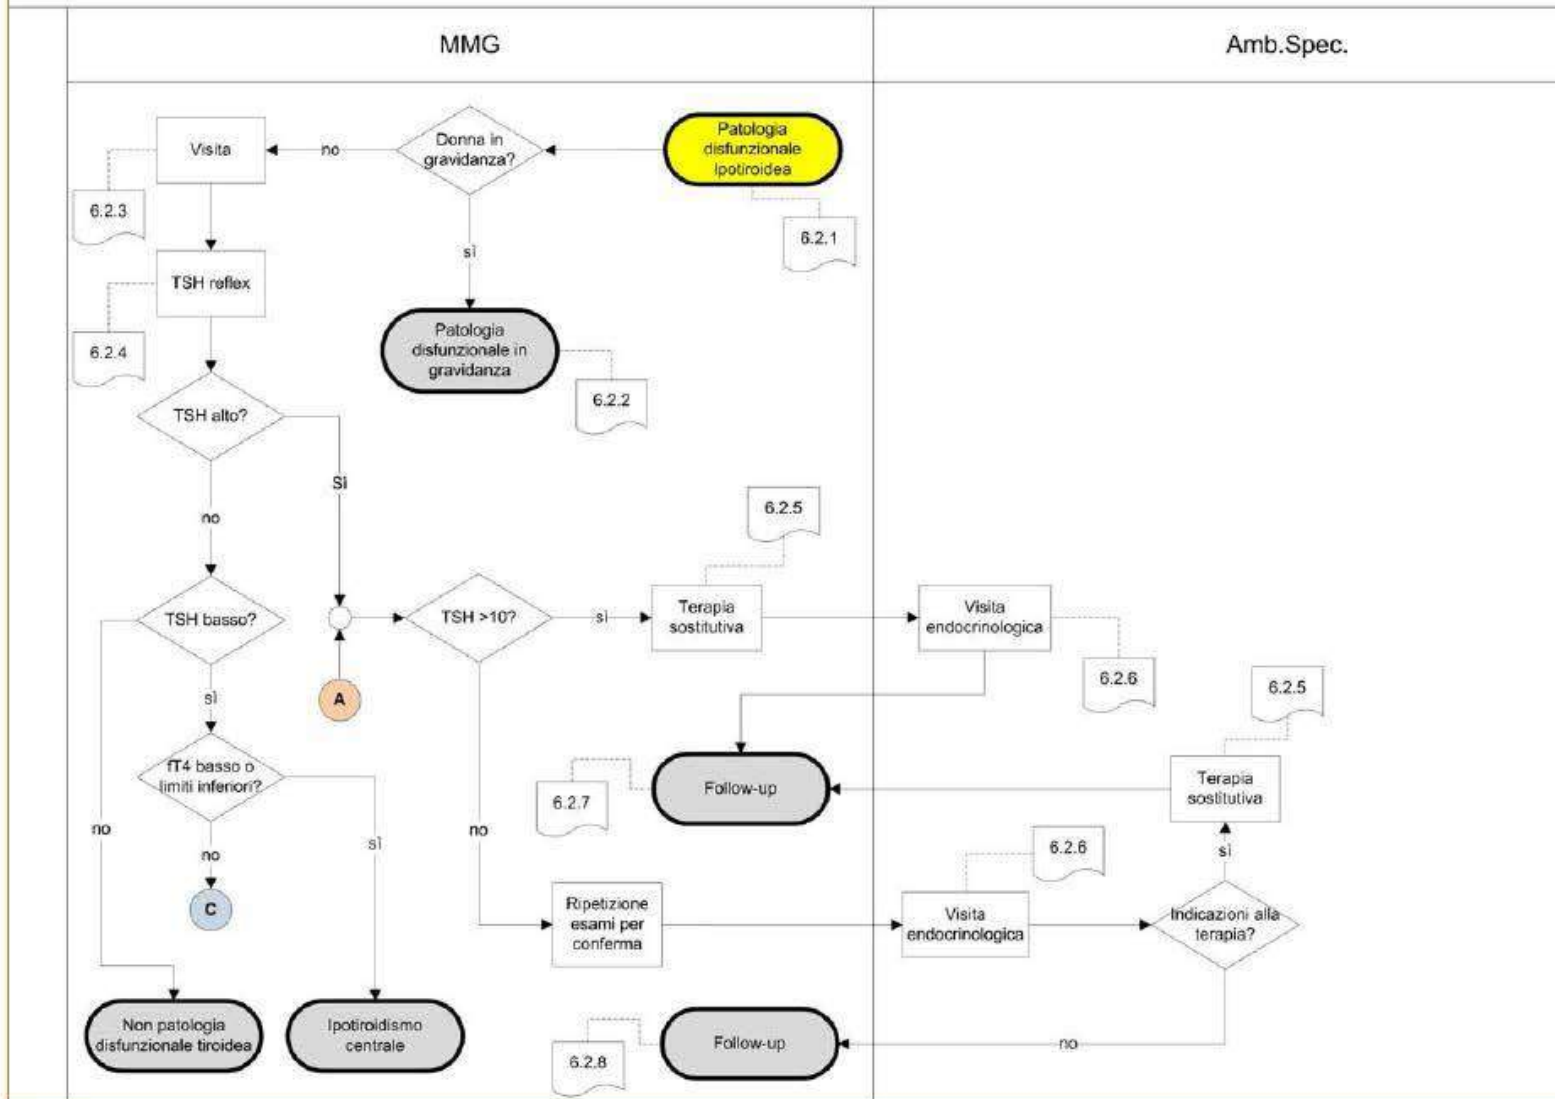 MMG
Amb.Spec.
Patologia
disfunzionale
Ipotiroidea
6.2.1
Donna in
gravidanza?
no
sì
Visita
6.2.3
TSH reflex
6.2.4
Patologia
disfunzionale in
gravidanza
6.2.2
TSH alto?
Sì
no
TSH basso?
sì
no
A
TSH >10?
sì
no
6.2.5
Terapia
sostitutiva
Visita
endocrinologica
6.2.6
fT4 basso o
limiti inferiori?
sì
no
C
Follow-up
6.2.7
6.2.5
Terapia
sostitutiva
sì
Ripetizione
esami per
conferma
6.2.6
Visita
endocrinologica
Indicazioni alla
terapia?
no
Non patologia
disfunzionale tiroidea
Ipotiroidismo
centrale
Follow-up
6.2.8